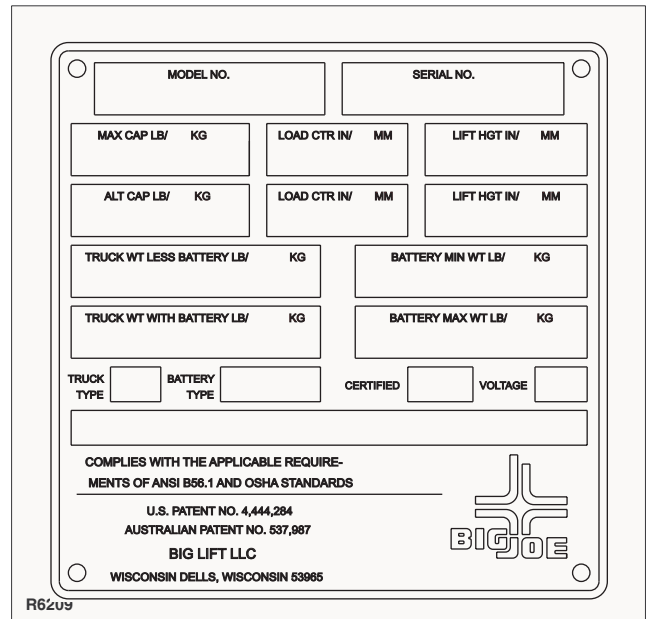 MODEL NO. SERIAL NO.
MAX CAP LB/ KG LOAD CTR IN/ MM LIFT HGT IN/ MM
ALT CAP LB/ KG LOAD CTR IN/ MM LIFT HGT IN/ MM
TRUCK WT LESS BATTERY LB/ KG BATTERY MIN WT LB/ KG
TRUCK WT WITH BATTERY LB/ KG BATTERY MAX WT LB/ KG
TRUCK TYPE BATTERY TYPE CERTIFIED VOLTAGE
COMPLIES WITH THE APPLICABLE REQUIRE-
MENTS OF ANSI B56.1 AND OSHA STANDARDS
U.S. PATENT NO. 4,444,284
AUSTRALIAN PATENT NO. 537,987
BIG LIFT LLC
WISCONSIN DELLS, WISCONSIN 53965
BIG JOE
R6209